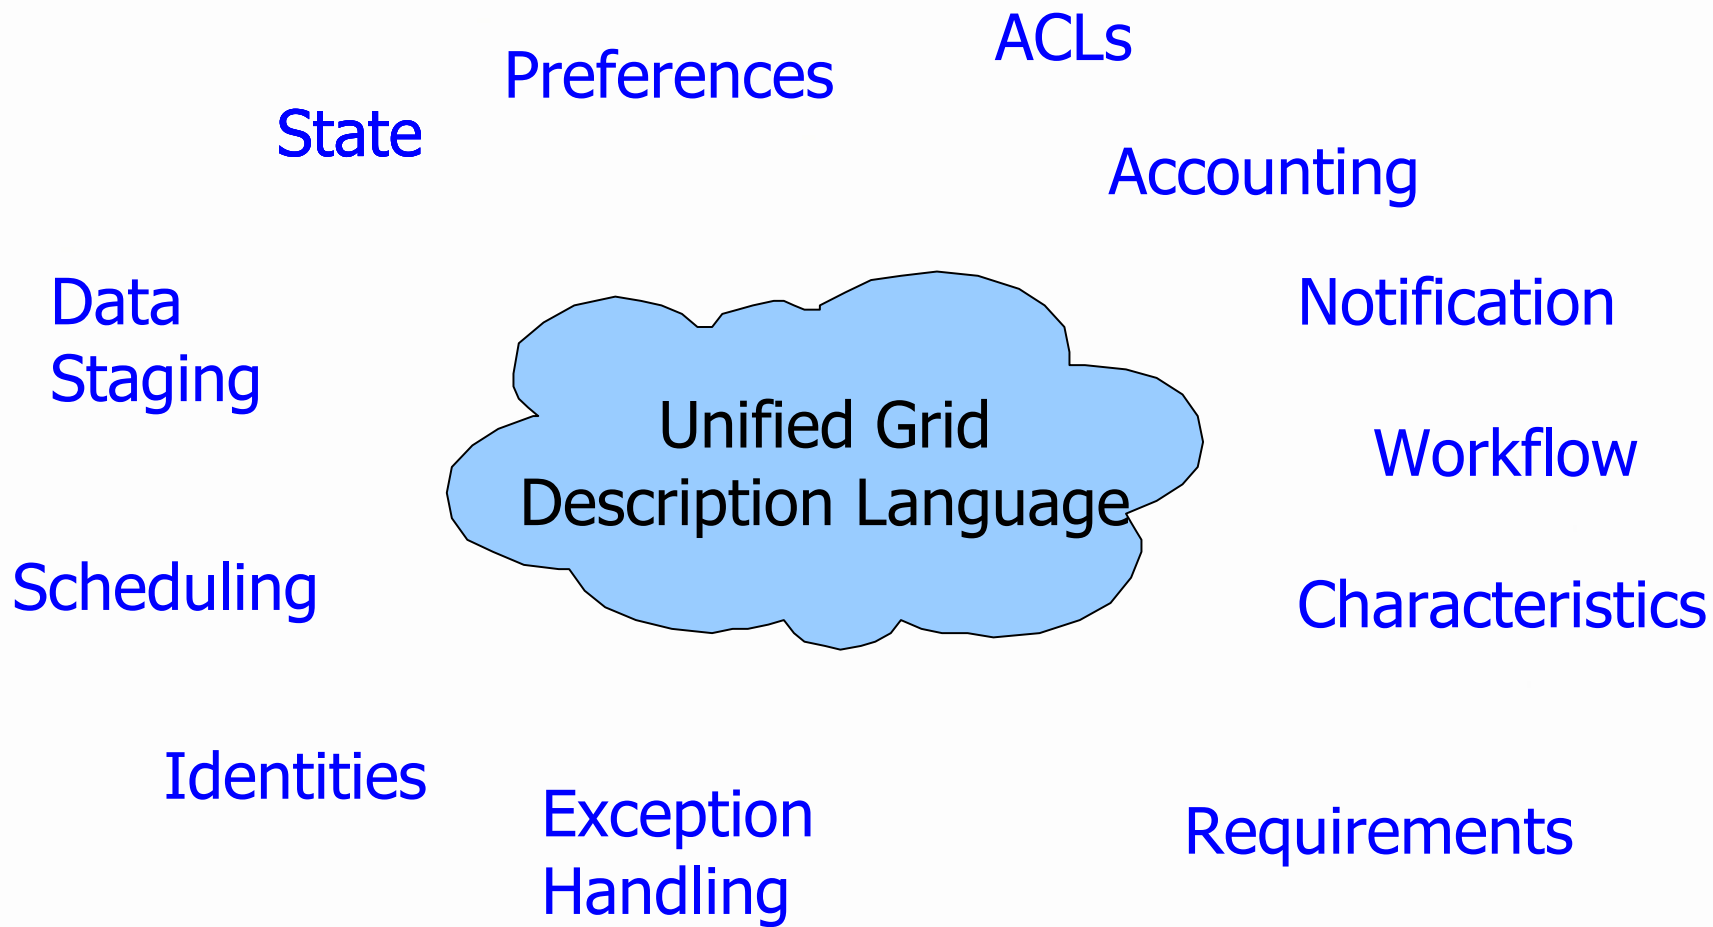 ACLs
Preferences
State
Accounting
Data
Staging
Notification
Unified Grid
Description Language
Workflow
Scheduling
Characteristics
Identities
Exception
Handling
Requirements